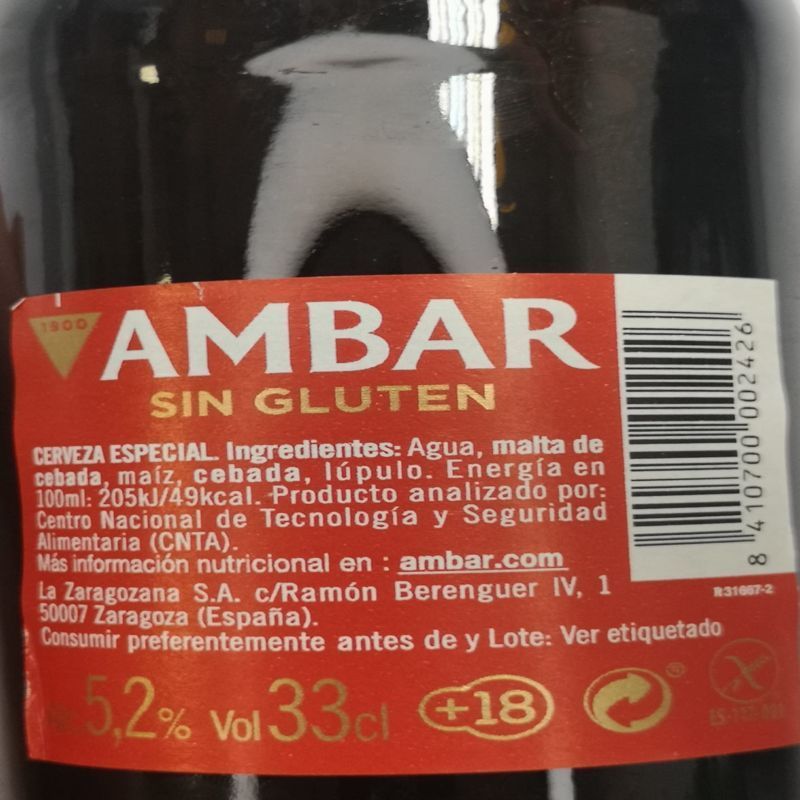 1900
AMBAR
SIN GLUTEN
CERVEZA ESPECIAL. Ingredientes: Agua, malta de
cebada, maíz, cebada, lúpulo. Energía en
100ml: 205kJ/49kcal. Producto analizado por:
Centro Nacional de Tecnología y Seguridad
Alimentaria (CNTA).
Más información nutricional en : ambar.com
La Zaragozana S.A. c/Ramón Berenguer IV, 1
50007 Zaragoza (España).
Consumir preferentemente antes de y Lote: Ver etiquetado
5,2% Vol 33cl +18 ®
8 410700 002426
R31667-2